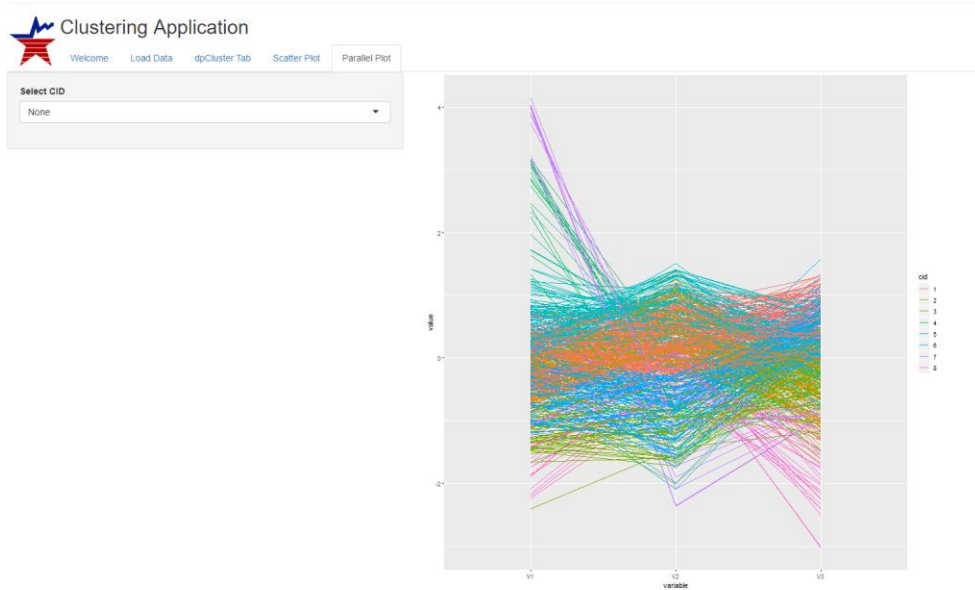 Clustering Application
Welcome Load Data dpCluster Tab Scatter Plot Parallel Plot
Select CID
None
4
2
0
-2
value
V1 V2 V3
variable
cid
1
2
3
4
5
6
7
8